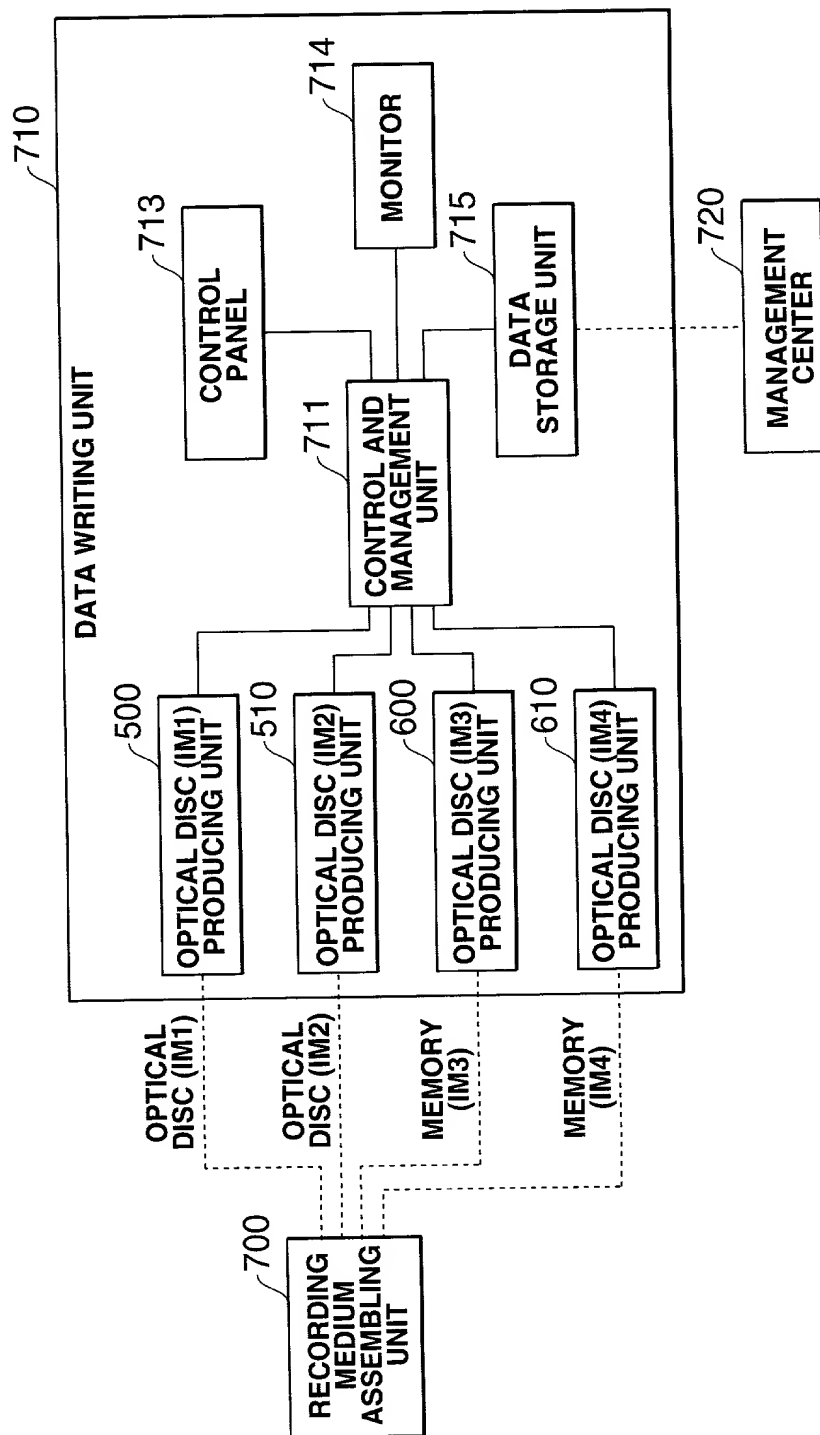 710
DATA WRITING UNIT
713
CONTROL
PANEL
714
MONITOR
711
CONTROL AND
MANAGEMENT
UNIT
715
DATA
STORAGE UNIT
720
MANAGEMENT
CENTER
500
OPTICAL DISC (IM1)
PRODUCING UNIT
510
OPTICAL DISC (IM2)
PRODUCING UNIT
600
OPTICAL DISC (IM3)
PRODUCING UNIT
610
OPTICAL DISC (IM4)
PRODUCING UNIT
OPTICAL
DISC (IM1)
OPTICAL
DISC (IM2)
MEMORY
(IM3)
MEMORY
(IM4)
700
RECORDING
MEDIUM
ASSEMBLING
UNIT